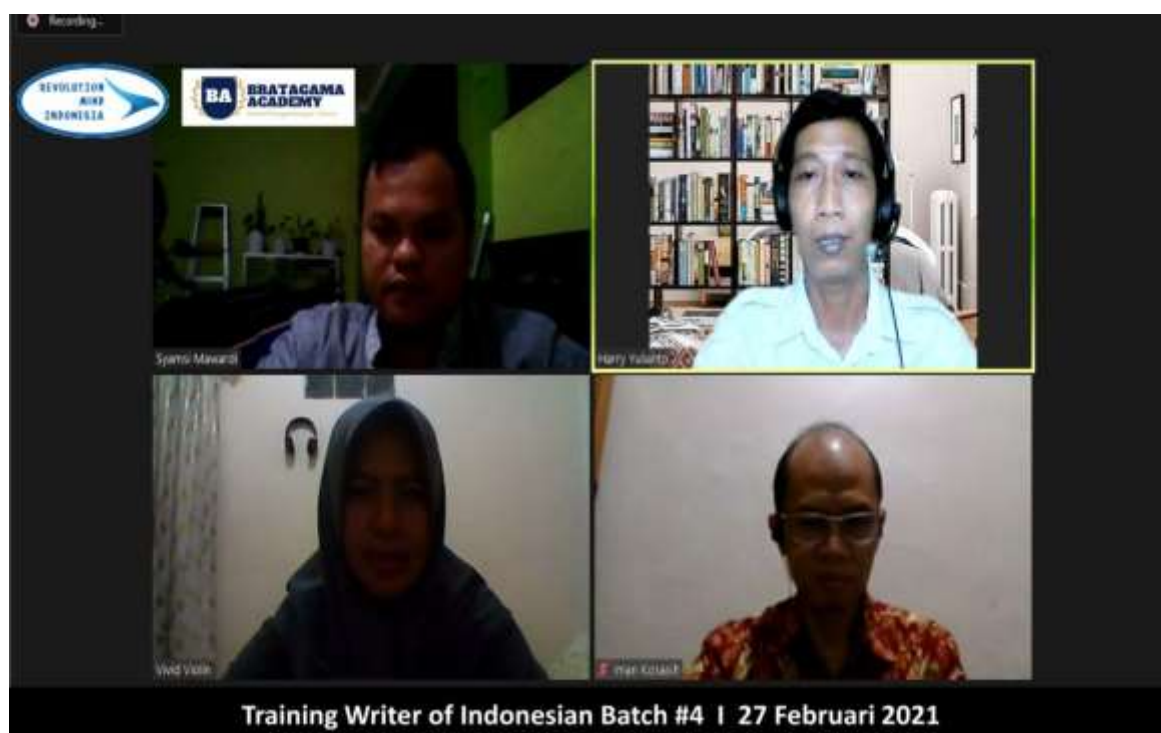 Recording...
REVOLUTION
MIND
INDONESIA
BA
BRATAGAMA
ACADEMY
Syamsi Mawardi
Harry Yulianto
Vivid Violin
Iman
Training Writer of Indonesian Batch #4 I 27 Februari 2021